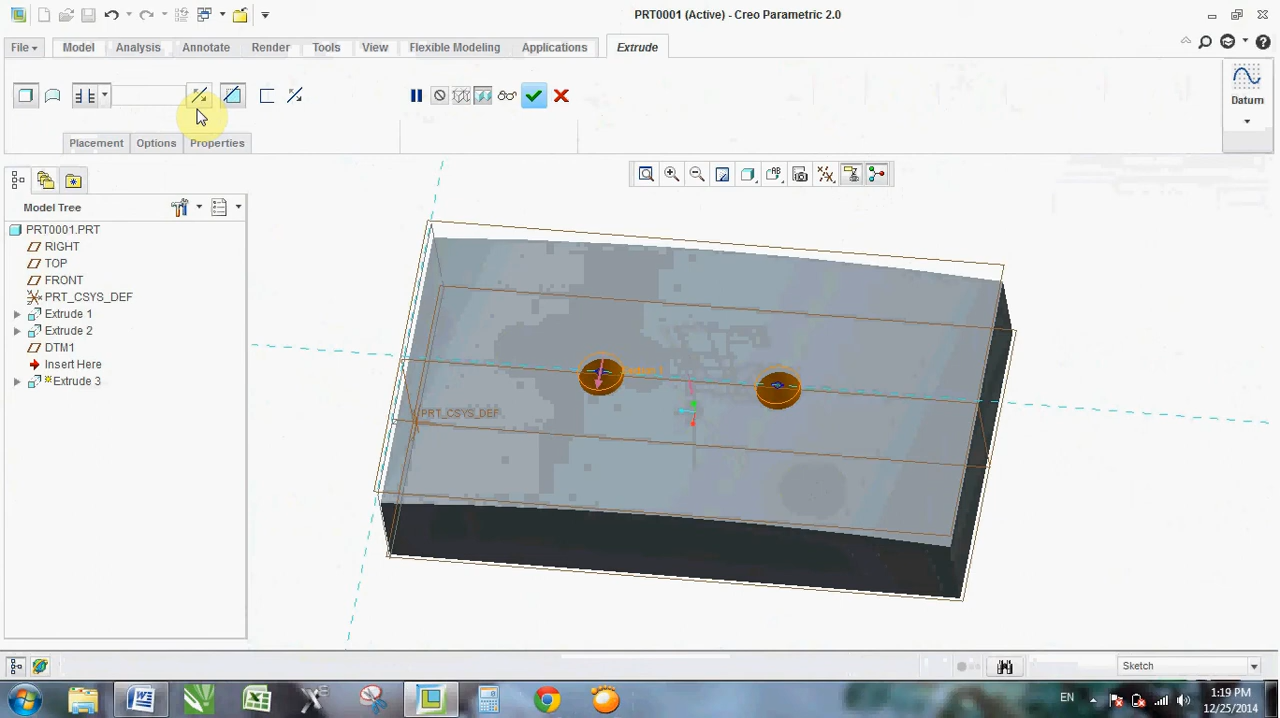 PRT0001 (Active) - Creo Parametric 2.0
File Model Analysis Annotate Render Tools View Flexible Modeling Applications Extrude
Datum
Placement Options Properties
Model Tree
PRT0001.PRT
RIGHT
TOP
FRONT
PRT_CSYS_DEF
Extrude 1
Extrude 2
DTM1
Insert Here
Extrude 3
PRT_CSYS_DEF
Sketch
EN
1:19 PM
12/25/2014